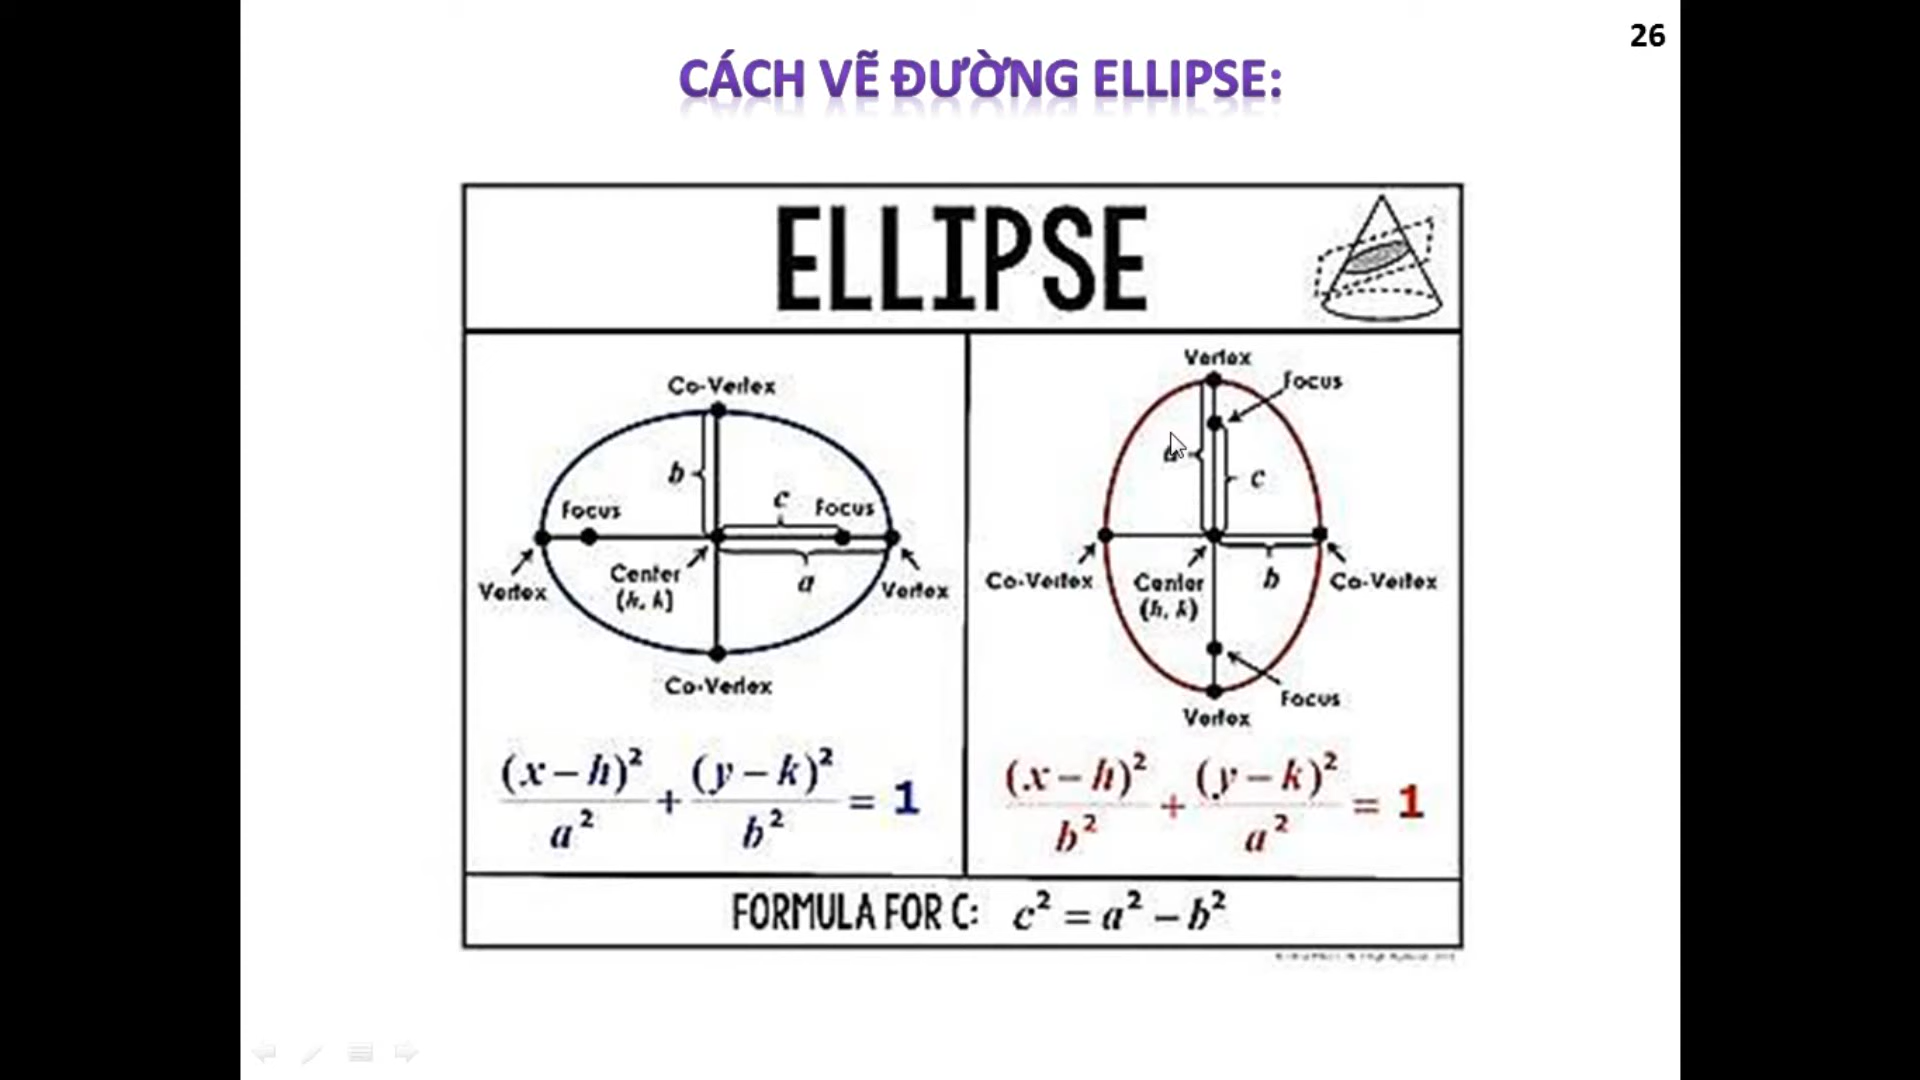 26
CÁCH VẼ ĐƯỜNG ELLIPSE:
ELLIPSE
Co-Vertex
b
Focus
c
Focus
Vertex
Center
(h, k)
a
Vertex
Co-Vertex
(x − h)² / a² + (y − k)² / b² = 1
Vertex
Focus
a
c
Co-Vertex
Center
(h, k)
b
Co-Vertex
Focus
Vertex
(x − h)² / b² + (y − k)² / a² = 1
FORMULA FOR C: c² = a² − b²